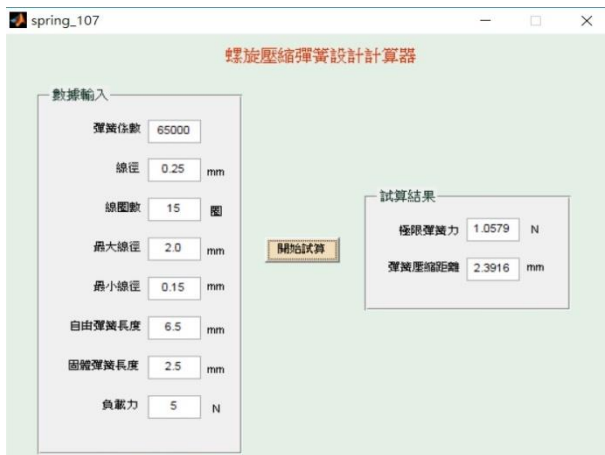 spring_107
螺旋壓縮彈簧設計計算器
數據輸入
彈簧係數 65000
線徑 0.25 mm
線圈數 15 圈
最大線徑 2.0 mm
最小線徑 0.15 mm
自由彈簧長度 6.5 mm
固體彈簧長度 2.5 mm
負載力 5 N
開始試算
試算結果
極限彈簧力 1.0579 N
彈簧壓縮距離 2.3916 mm